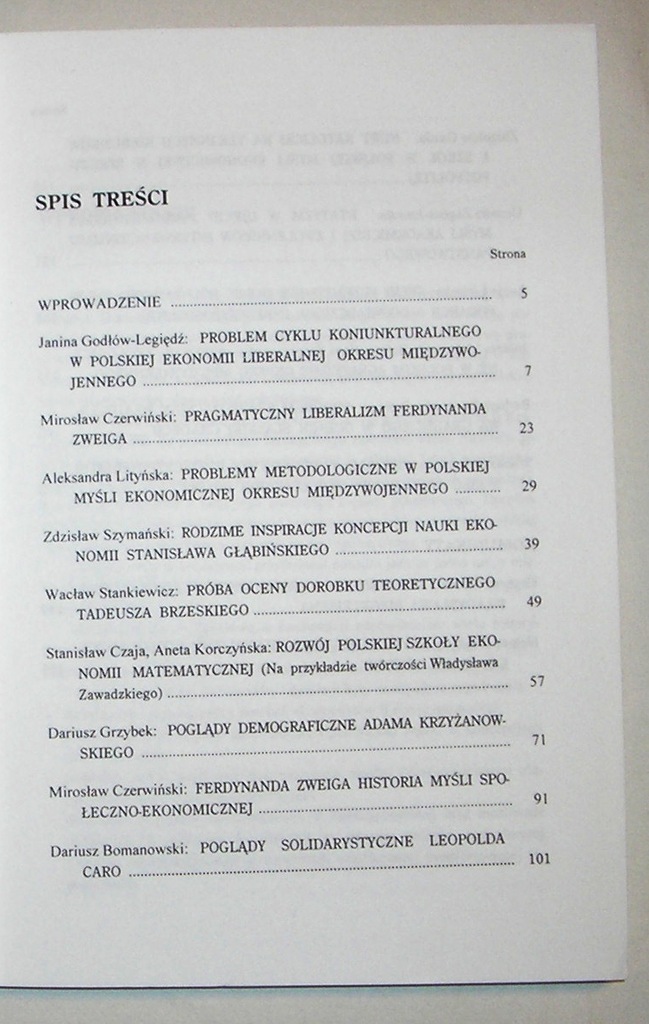 SPIS TREŚCI
Strona
WPROWADZENIE ........ 5
Janina Godłów-Legiędź: PROBLEM CYKLU KONIUNKTURALNEGO
W POLSKIEJ EKONOMII LIBERALNEJ OKRESU MIĘDZYWO-
JENNEGO ........ 7
Mirosław Czerwiński: PRAGMATYCZNY LIBERALIZM FERDYNANDA
ZWEIGA ........ 23
Aleksandra Lityńska: PROBLEMY METODOLOGICZNE W POLSKIEJ
MYŚLI EKONOMICZNEJ OKRESU MIĘDZYWOJENNEGO ........ 29
Zdzisław Szymański: RODZIME INSPIRACJE KONCEPCJI NAUKI EKO-
NOMII STANISŁAWA GŁĄBIŃSKIEGO ........ 39
Wacław Stankiewicz: PRÓBA OCENY DOROBKU TEORETYCZNEGO
TADEUSZA BRZESKIEGO ........ 49
Stanisław Czaja, Aneta Korczyńska: ROZWÓJ POLSKIEJ SZKOŁY EKO-
NOMII MATEMATYCZNEJ (Na przykładzie twórczości Władysława
Zawadzkiego) ........ 57
Dariusz Grzybek: POGLĄDY DEMOGRAFICZNE ADAMA KRZYŻANOW-
SKIEGO ........ 71
Mirosław Czerwiński: FERDYNANDA ZWEIGA HISTORIA MYŚLI SPO-
ŁECZNO-EKONOMICZNEJ ........ 91
Dariusz Bomanowski: POGLĄDY SOLIDARYSTYCZNE LEOPOLDA
CARO ........ 101